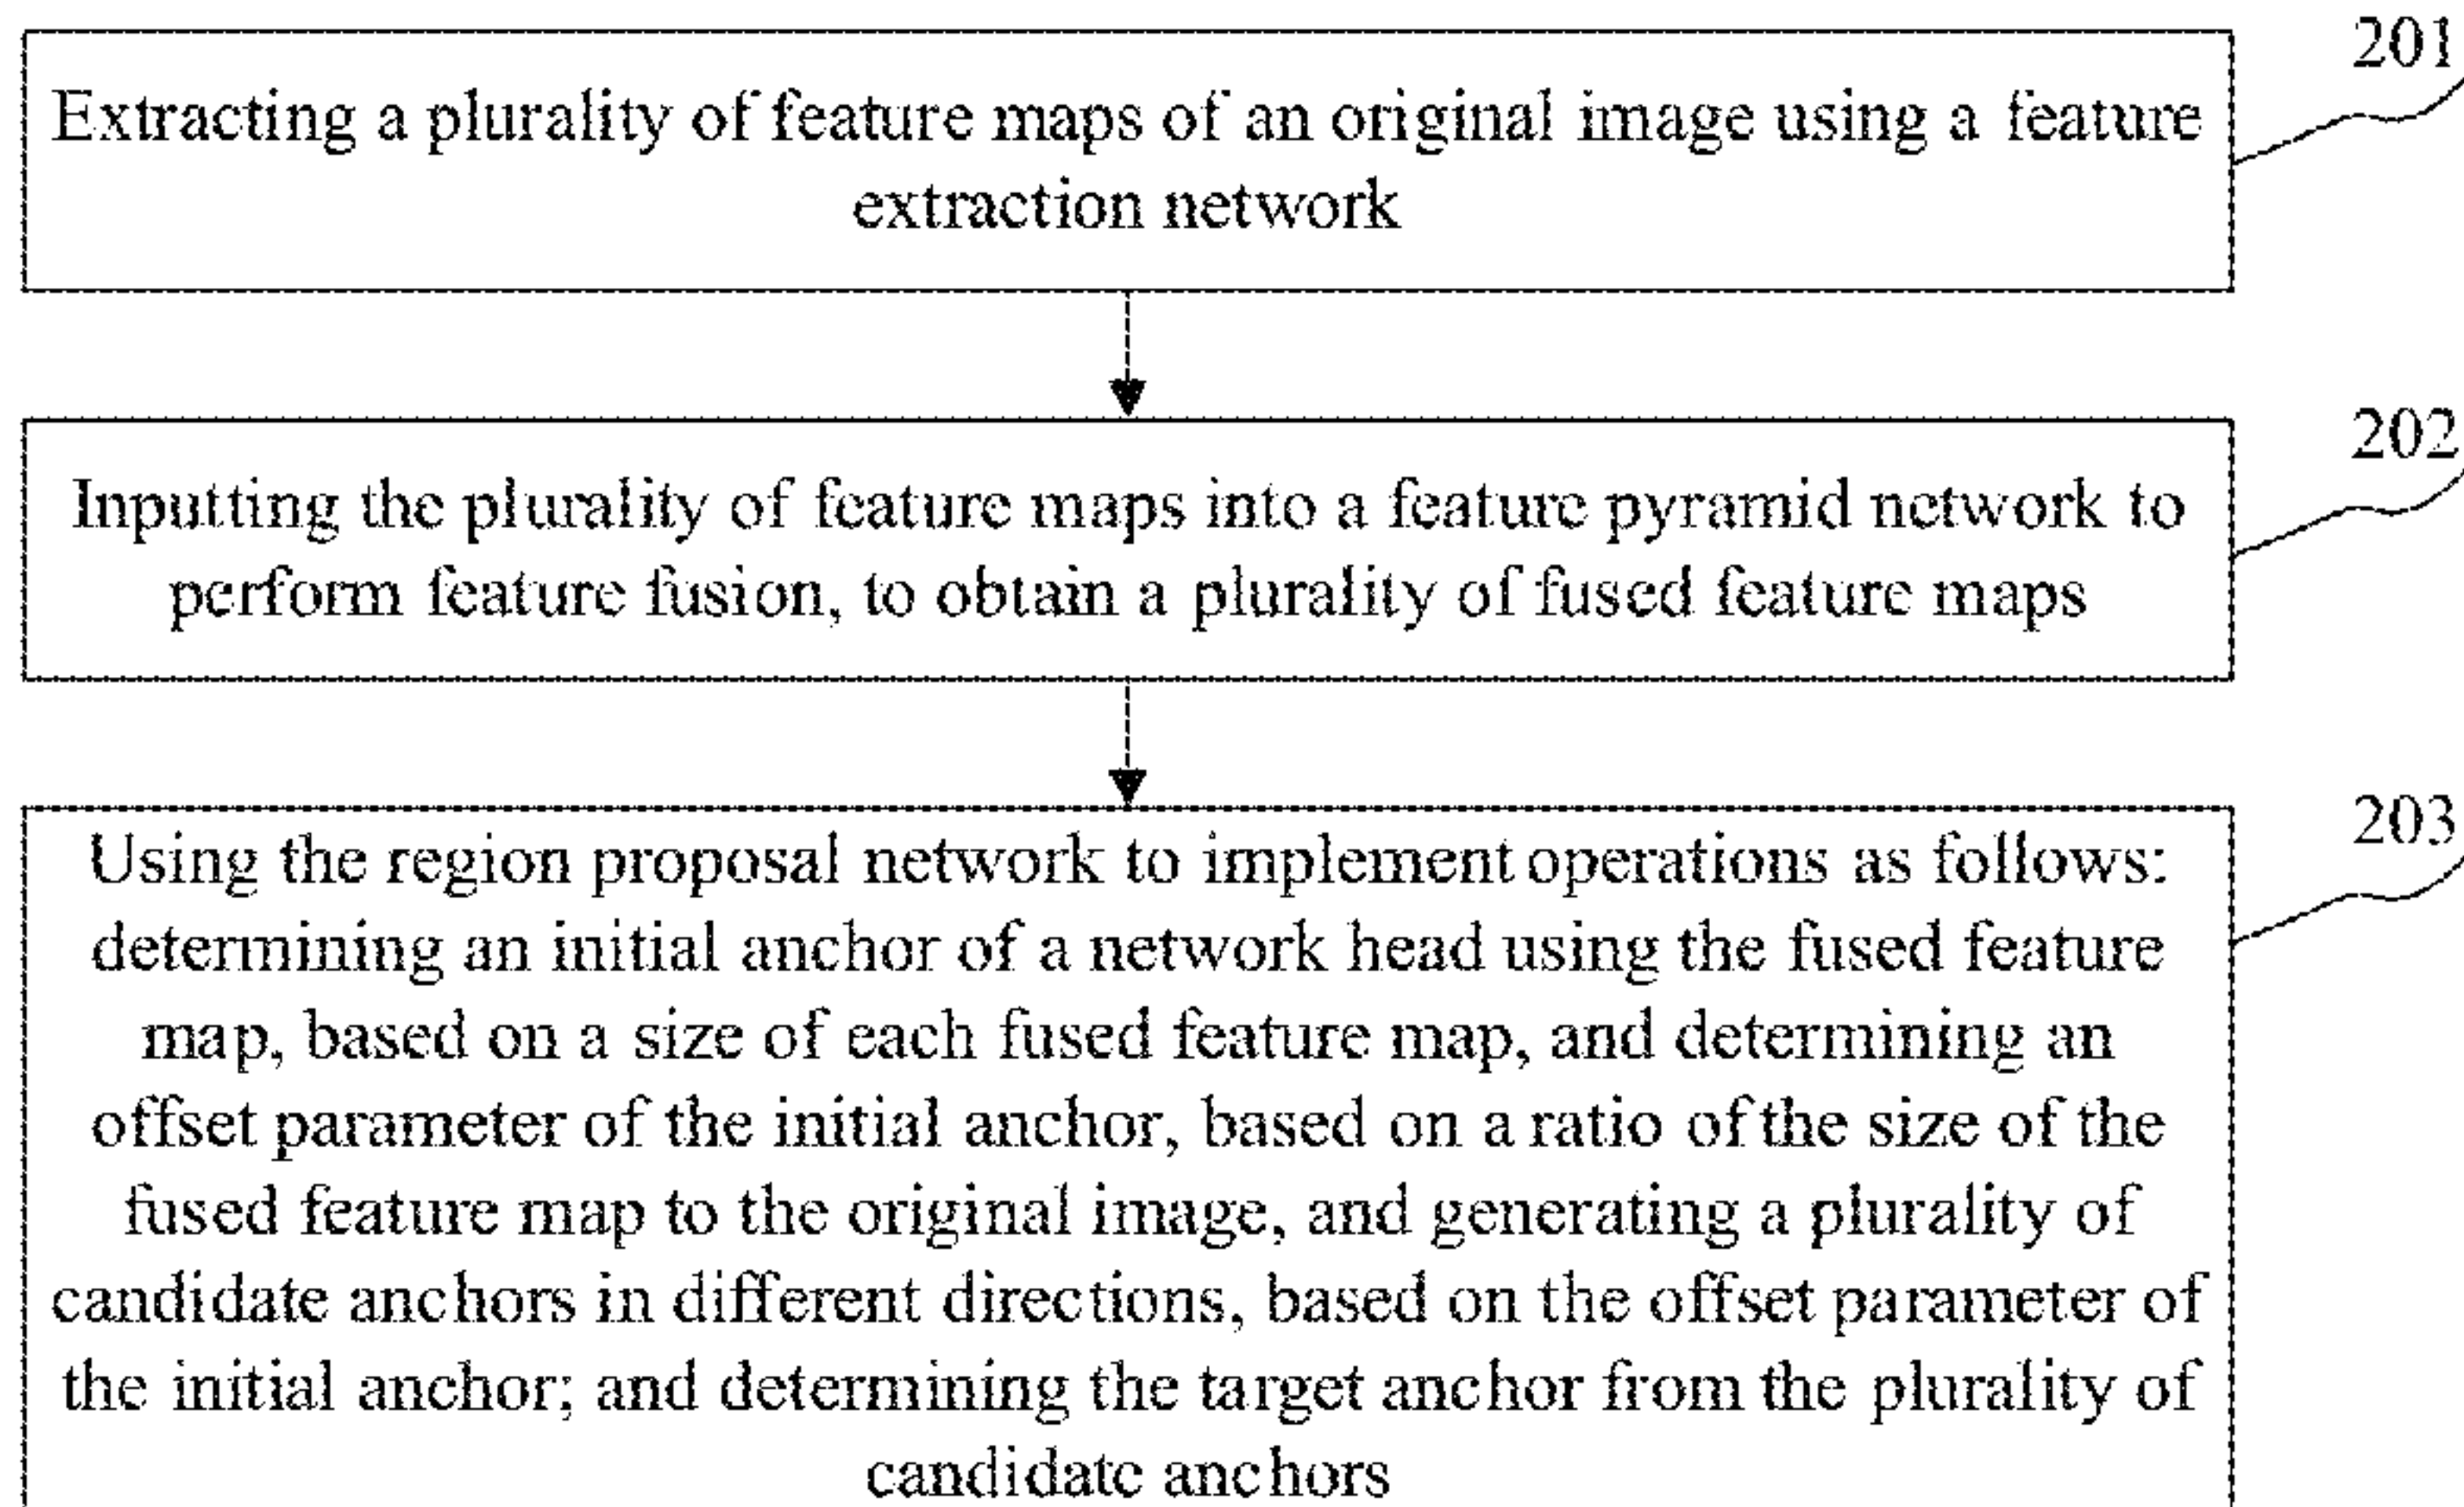 201
Extracting a plurality of feature maps of an original image using a feature
extraction network
202
Inputting the plurality of feature maps into a feature pyramid network to
perform feature fusion, to obtain a plurality of fused feature maps
203
Using the region proposal network to implement operations as follows:
determining an initial anchor of a network head using the fused feature
map, based on a size of each fused feature map, and determining an
offset parameter of the initial anchor, based on a ratio of the size of the
fused feature map to the original image, and generating a plurality of
candidate anchors in different directions, based on the offset parameter of
the initial anchor; and determining the target anchor from the plurality of
candidate anchors